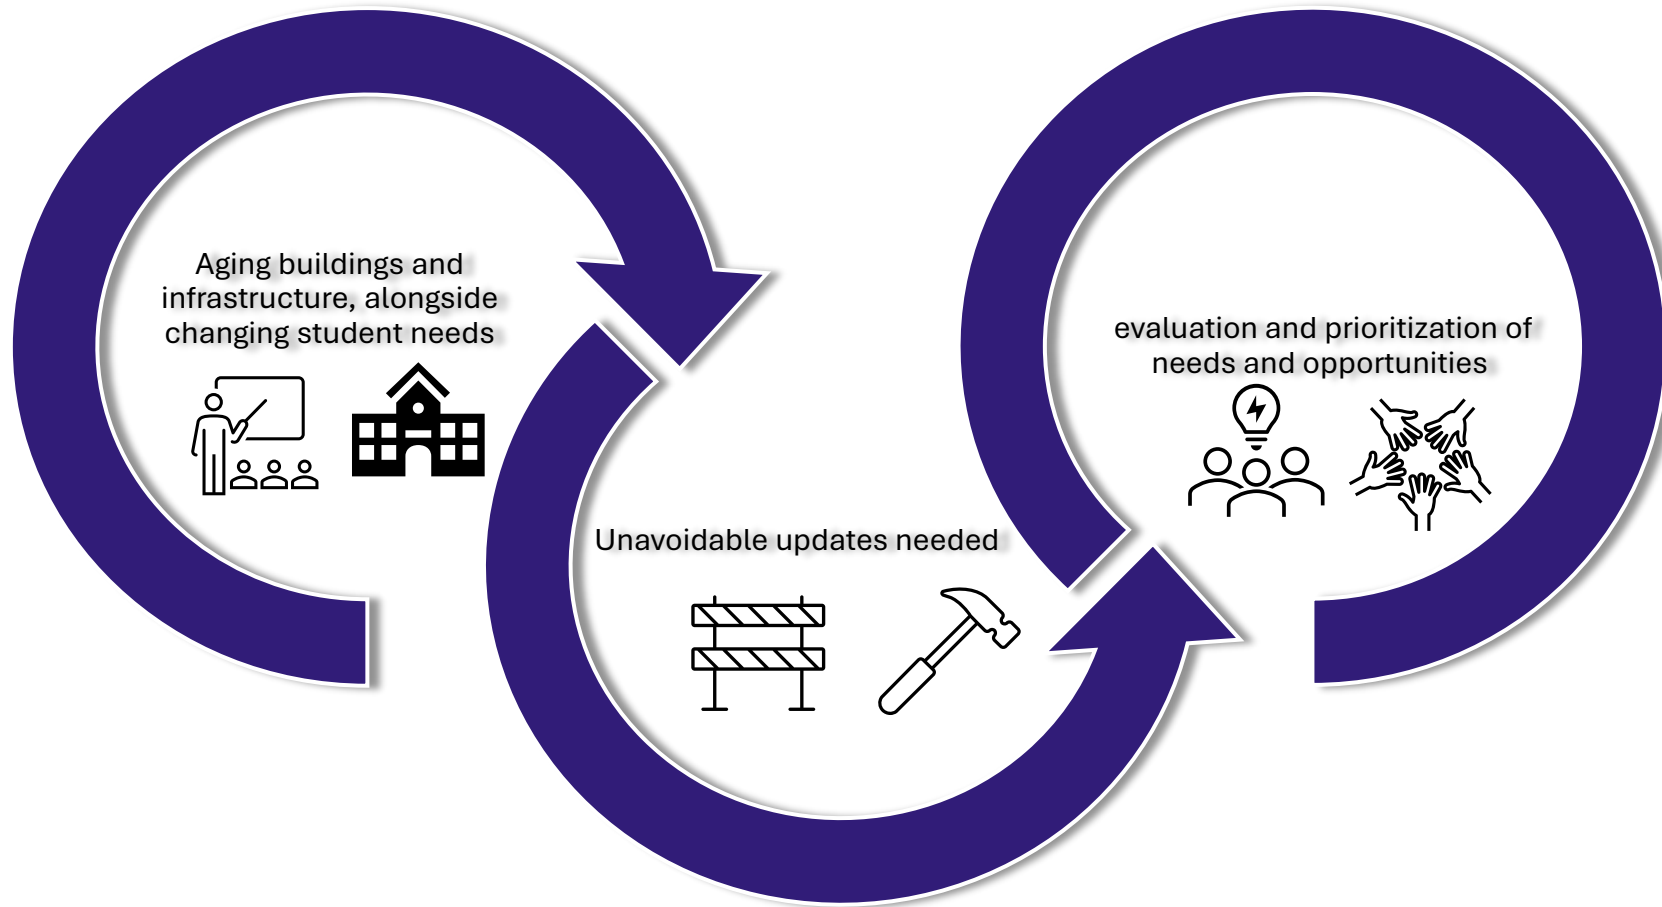 Aging buildings and
infrastructure, alongside
changing student needs
Unavoidable updates needed
evaluation and prioritization of
needs and opportunities